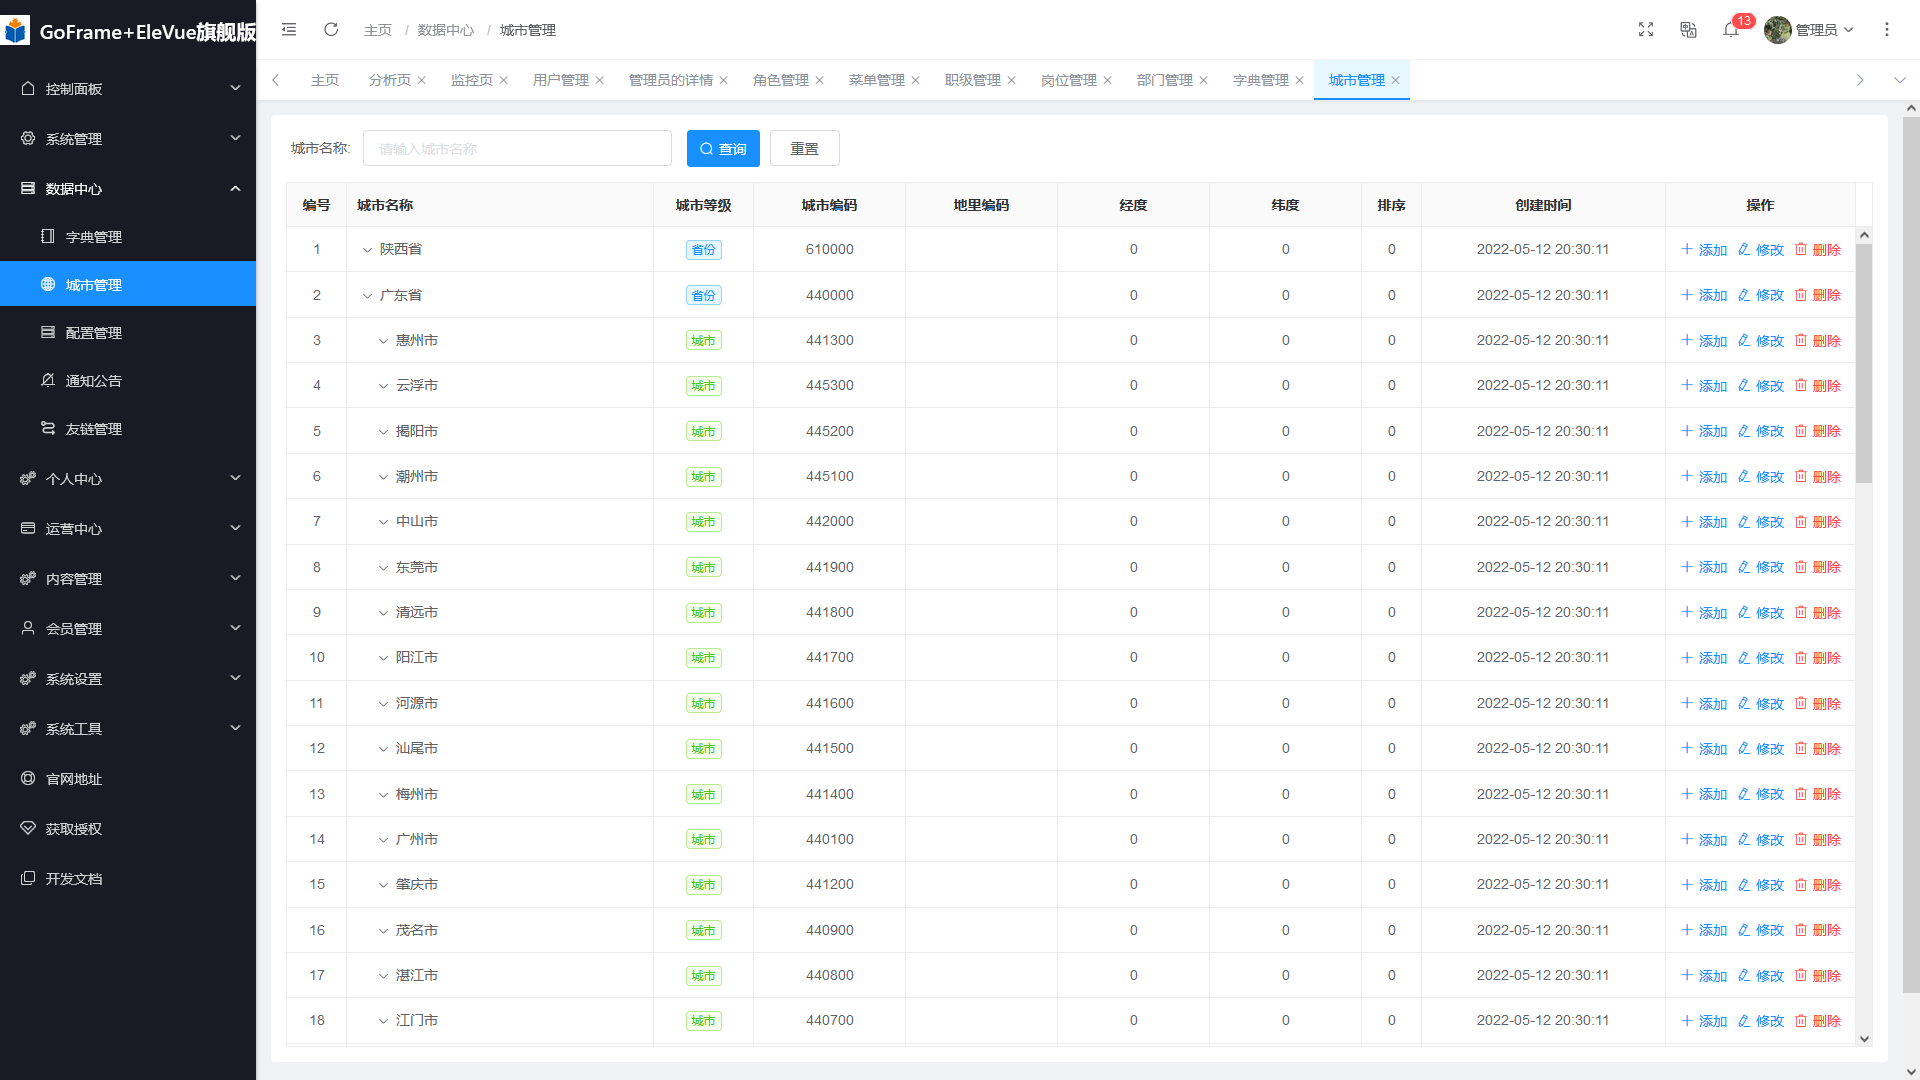 GoFrame+EleVue旗舰版
主页 / 数据中心 / 城市管理
13
管理员
控制面板
系统管理
数据中心
字典管理
城市管理
配置管理
通知公告
友链管理
个人中心
运营中心
内容管理
会员管理
系统设置
系统工具
官网地址
获取授权
开发文档
主页 分析页 监控页 用户管理 管理员的详情 角色管理 菜单管理 职级管理 岗位管理 部门管理 字典管理 城市管理
城市名称: 请输入城市名称 查询 重置
编号 城市名称 城市等级 城市编码 地里编码 经度 纬度 排序 创建时间 操作
1 陕西省 省份 610000 0 0 0 2022-05-12 20:30:11 添加 修改 删除
2 广东省 省份 440000 0 0 0 2022-05-12 20:30:11 添加 修改 删除
3 惠州市 城市 441300 0 0 0 2022-05-12 20:30:11 添加 修改 删除
4 云浮市 城市 445300 0 0 0 2022-05-12 20:30:11 添加 修改 删除
5 揭阳市 城市 445200 0 0 0 2022-05-12 20:30:11 添加 修改 删除
6 潮州市 城市 445100 0 0 0 2022-05-12 20:30:11 添加 修改 删除
7 中山市 城市 442000 0 0 0 2022-05-12 20:30:11 添加 修改 删除
8 东莞市 城市 441900 0 0 0 2022-05-12 20:30:11 添加 修改 删除
9 清远市 城市 441800 0 0 0 2022-05-12 20:30:11 添加 修改 删除
10 阳江市 城市 441700 0 0 0 2022-05-12 20:30:11 添加 修改 删除
11 河源市 城市 441600 0 0 0 2022-05-12 20:30:11 添加 修改 删除
12 汕尾市 城市 441500 0 0 0 2022-05-12 20:30:11 添加 修改 删除
13 梅州市 城市 441400 0 0 0 2022-05-12 20:30:11 添加 修改 删除
14 广州市 城市 440100 0 0 0 2022-05-12 20:30:11 添加 修改 删除
15 肇庆市 城市 441200 0 0 0 2022-05-12 20:30:11 添加 修改 删除
16 茂名市 城市 440900 0 0 0 2022-05-12 20:30:11 添加 修改 删除
17 湛江市 城市 440800 0 0 0 2022-05-12 20:30:11 添加 修改 删除
18 江门市 城市 440700 0 0 0 2022-05-12 20:30:11 添加 修改 删除